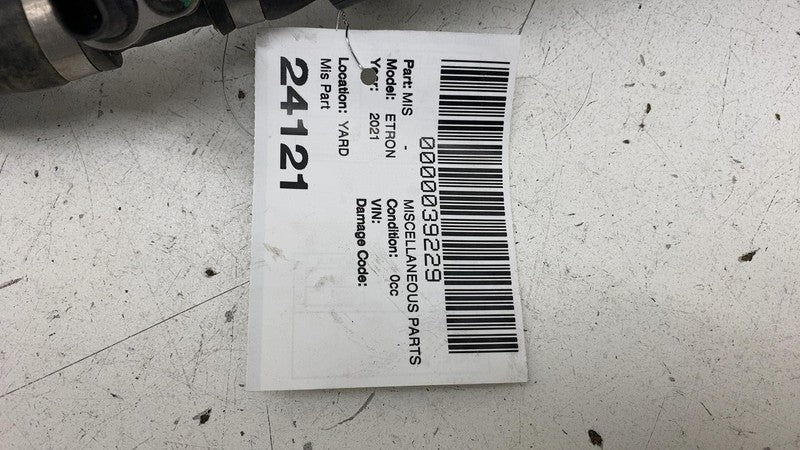 0000039229
Part: MIS - MISCELLANEOUS PARTS
Model: ETRON Condition: 0cc
Year: 2021 VIN:
Damage Code:
Location: YARD
Mis Part
24121